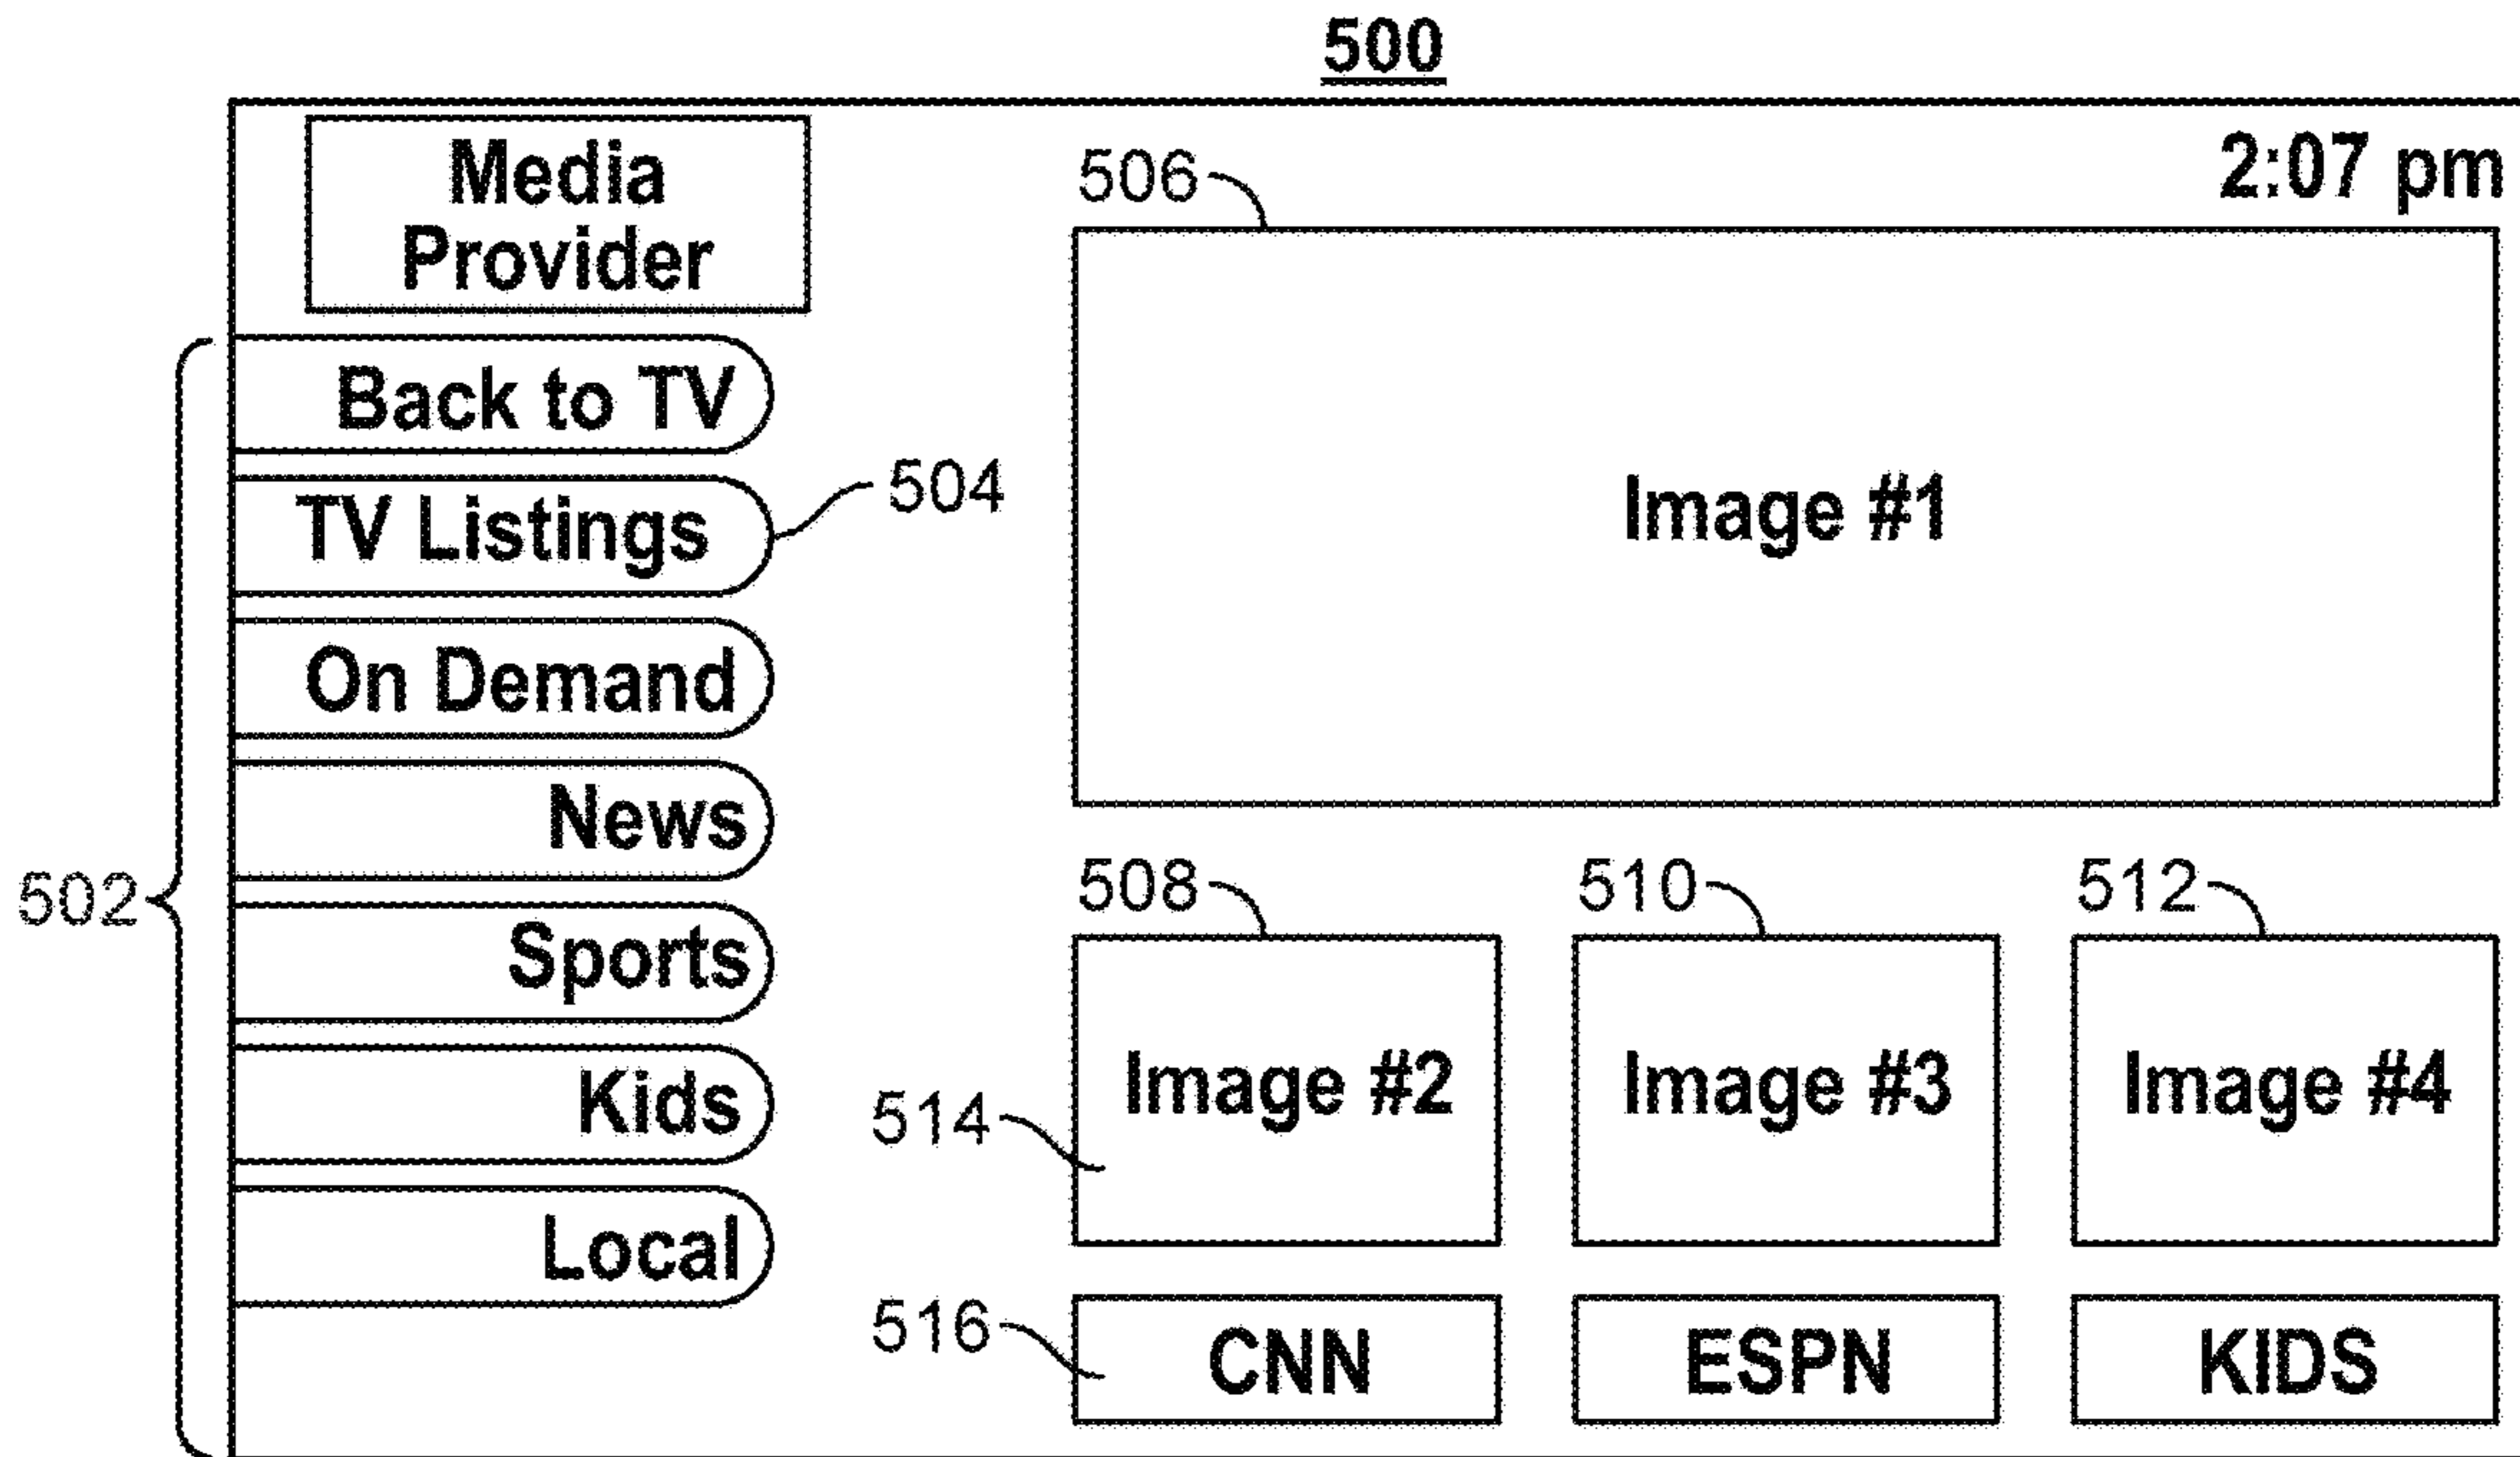 500
Media
Provider
2:07 pm
506
Back to TV
TV Listings
504
On Demand
News
Sports
Kids
Local
502
Image #1
508
510
512
Image #2
Image #3
Image #4
514
516
CNN
ESPN
KIDS